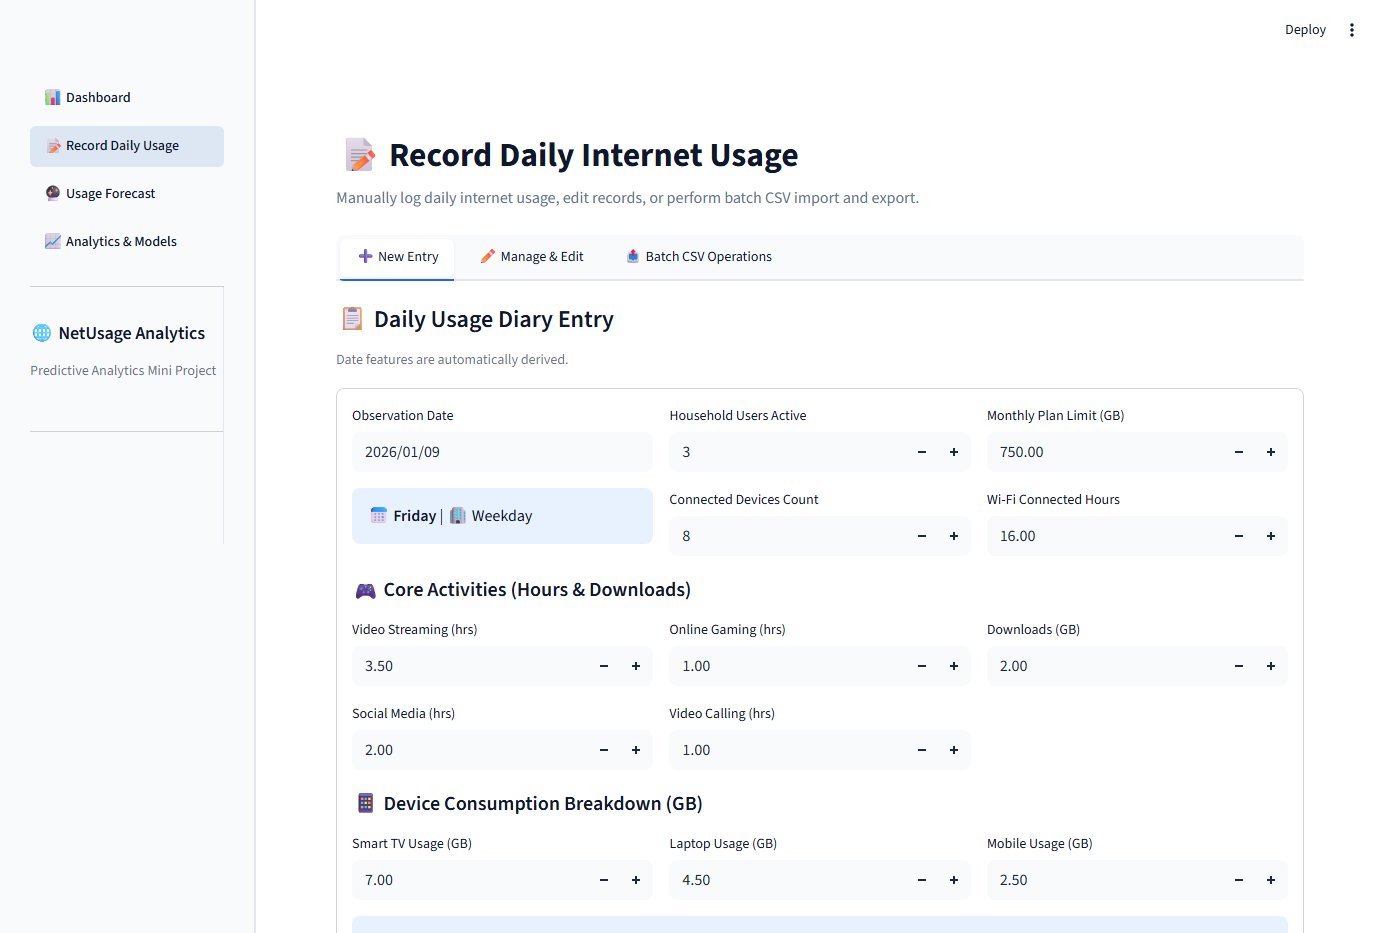 Deploy
Dashboard
Record Daily Usage
Usage Forecast
Analytics & Models
NetUsage Analytics
Predictive Analytics Mini Project
Record Daily Internet Usage
Manually log daily internet usage, edit records, or perform batch CSV import and export.
New Entry
Manage & Edit
Batch CSV Operations
Daily Usage Diary Entry
Date features are automatically derived.
Observation Date
Household Users Active
Monthly Plan Limit (GB)
2026/01/09
3
750.00
Friday | Weekday
Connected Devices Count
Wi-Fi Connected Hours
8
16.00
Core Activities (Hours & Downloads)
Video Streaming (hrs)
Online Gaming (hrs)
Downloads (GB)
3.50
1.00
2.00
Social Media (hrs)
Video Calling (hrs)
2.00
1.00
Device Consumption Breakdown (GB)
Smart TV Usage (GB)
Laptop Usage (GB)
Mobile Usage (GB)
7.00
4.50
2.50